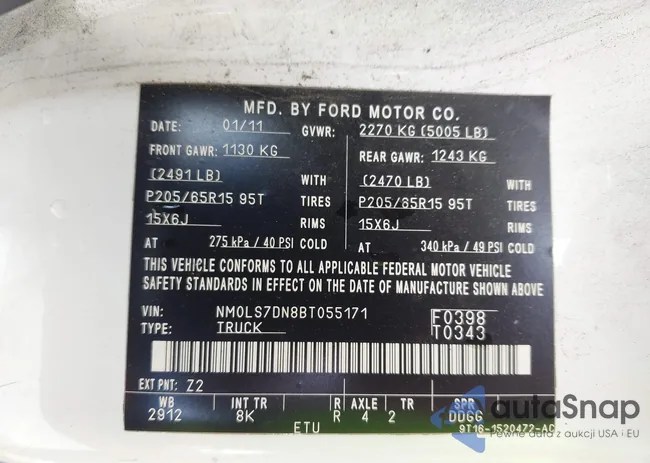 MFD. BY FORD MOTOR CO.
DATE: 01/11 GVWR: 2270 KG (5005 LB)
FRONT GAWR: 1130 KG REAR GAWR: 1243 KG
(2491 LB) WITH (2470 LB) WITH
P205/65R15 95T TIRES P205/65R15 95T TIRES
15X6J RIMS 15X6J RIMS
AT 275 kPa / 40 PSI COLD AT 340 kPa / 49 PSI COLD
THIS VEHICLE CONFORMS TO ALL APPLICABLE FEDERAL MOTOR VEHICLE
SAFETY STANDARDS IN EFFECT ON THE DATE OF MANUFACTURE SHOWN ABOVE
VIN: NM0LS7DN8BT055171 F0398
TYPE: TRUCK T0343
EXT PNT: Z2
WB INT TR R AXLE TR SPR
2912 8K R 4 2 DDGG
ETU 9T16-1520472-AC
autoSnap
Pewne auta z aukcji USA i EU